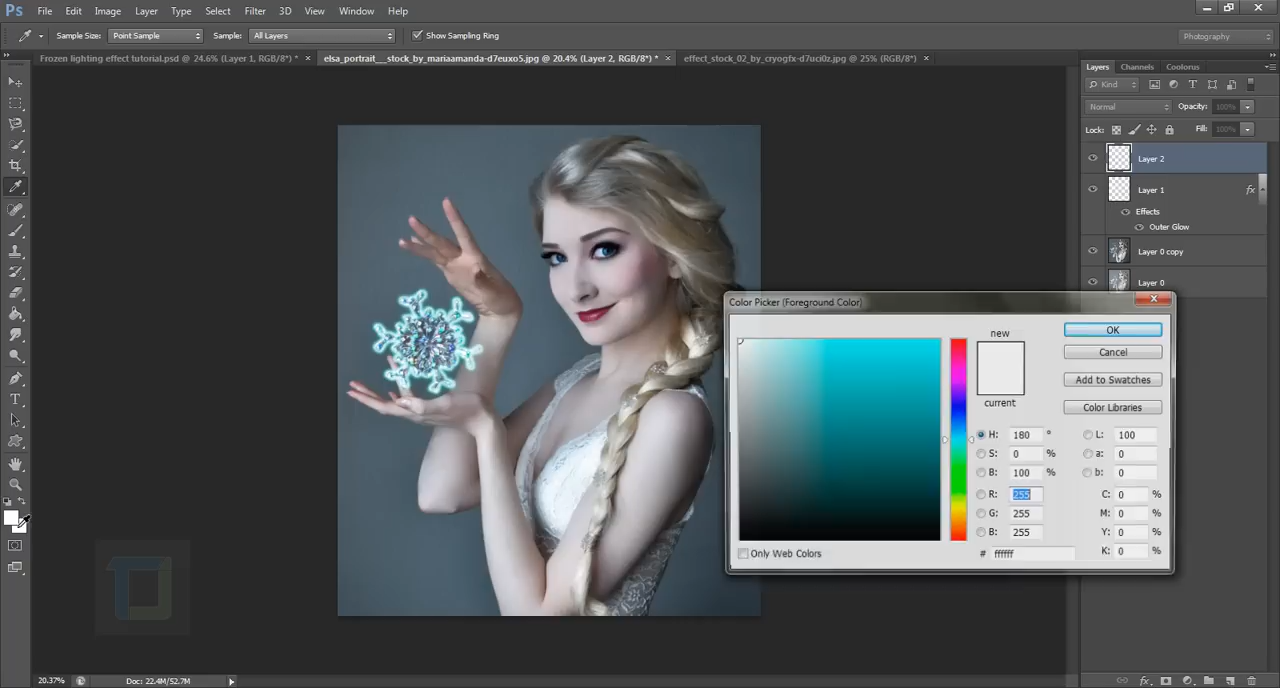 Ps File Edit Image Layer Type Select Filter 3D View Window Help
Sample Size: Point Sample Sample: All Layers Show Sampling Ring Photography
Frozen lighting effect tutorial.psd @ 24.6% (Layer 1, RGB/8*) * × elsa_portrait__stock_by_mariaamanda-d7euxo5.jpg @ 20.4% (Layer 2, RGB/8*) * × effect_stock_02_by_cryogfx-d7uci0z.jpg @ 25% (RGB/8*) ×
Layers Channels Coolorus
Kind
Normal Opacity: 100%
Lock: Fill: 100%
Layer 2
Layer 1 fx
Effects
Outer Glow
Layer 0 copy
Layer 0
Color Picker (Foreground Color)
new
current
OK
Cancel
Add to Swatches
Color Libraries
H: 180 ° L: 100
S: 0 % a: 0
B: 100 % b: 0
R: 255 C: 0 %
G: 255 M: 0 %
B: 255 Y: 0 %
Only Web Colors # ffffff K: 0 %
20.37% Doc: 22.4M/52.7M